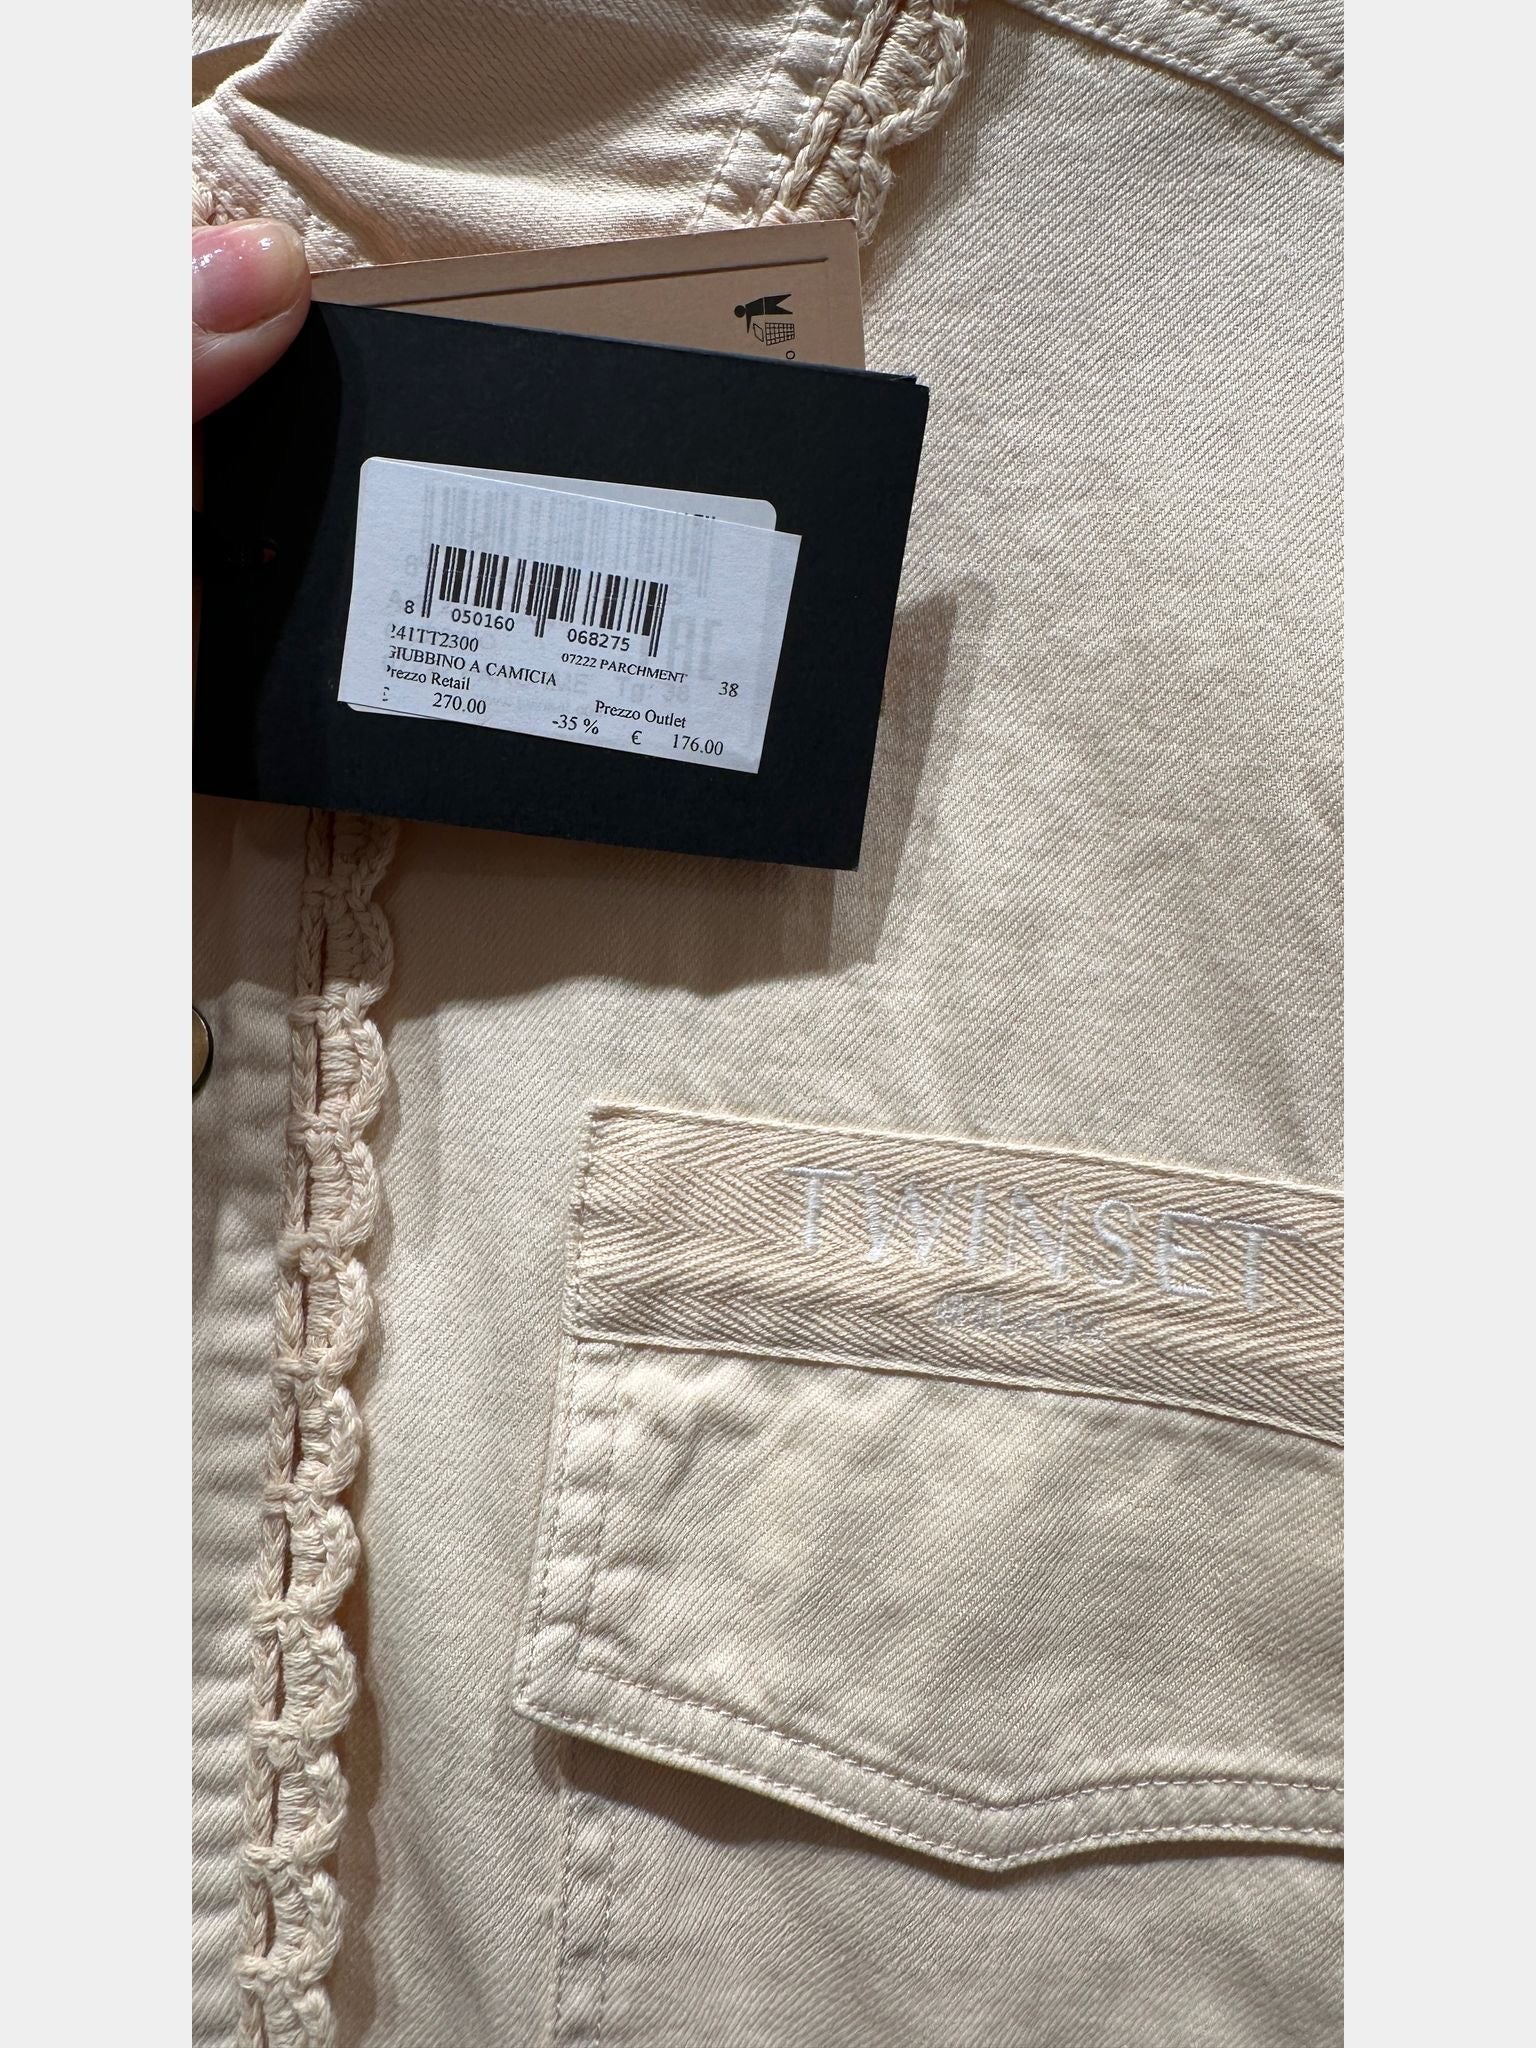 8 050160 068275
241TT2300 07222 PARCHMENT 38
GIUBBINO A CAMICIA
Prezzo Retail Prezzo Outlet
270.00 -35 % € 176.00
TWINSET